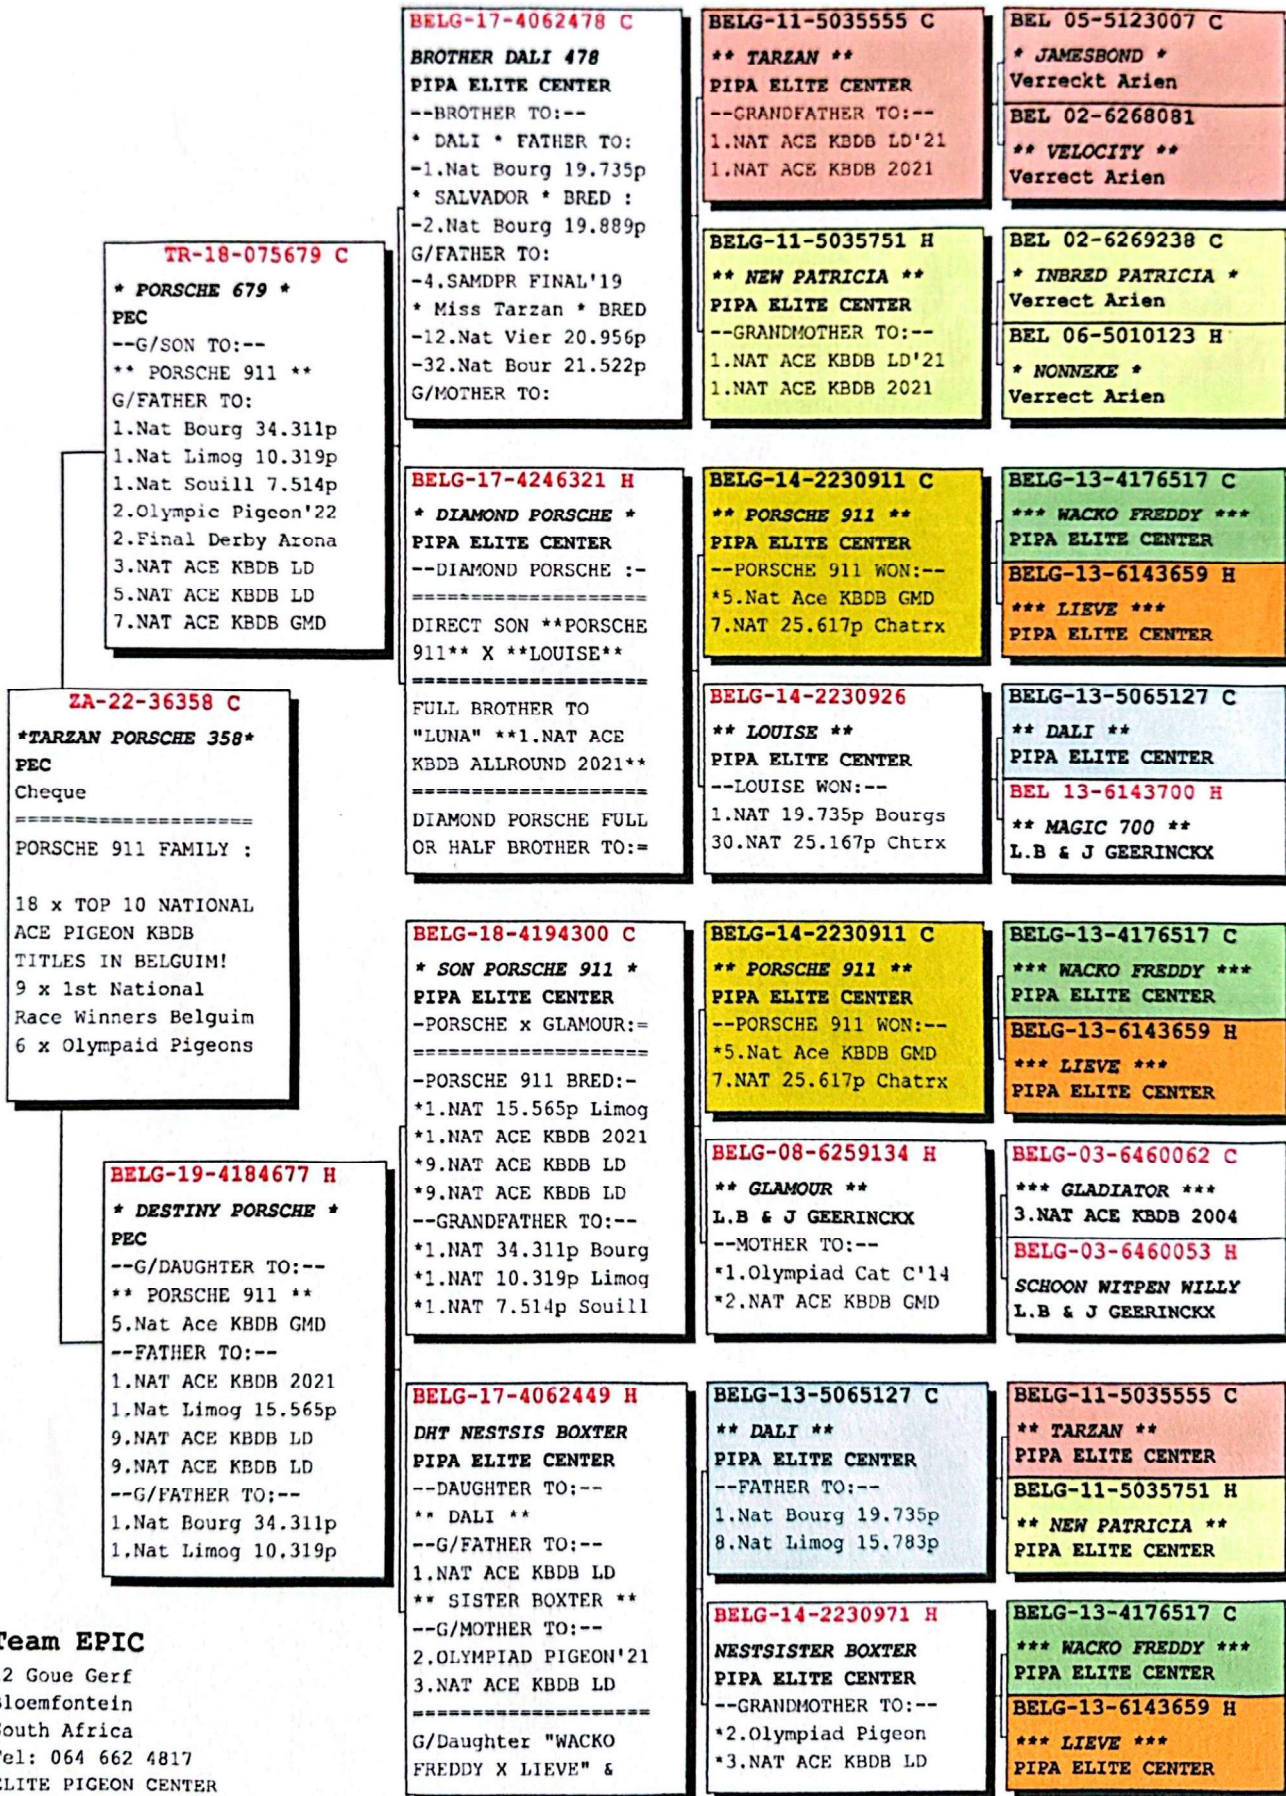 BELG-17-4062478 C
BROTHER DALI 478
PIPA ELITE CENTER
--BROTHER TO:--
* DALI * FATHER TO:
-1.Nat Bourg 19.735p
* SALVADOR * BRED :
-2.Nat Bourg 19.889p
G/FATHER TO:
-4.SAMDPR FINAL'19
* Miss Tarzan * BRED
-12.Nat Vier 20.956p
-32.Nat Bour 21.522p
G/MOTHER TO:
BELG-11-5035555 C
** TARZAN **
PIPA ELITE CENTER
--GRANDFATHER TO:--
1.NAT ACE KBDB LD'21
1.NAT ACE KBDB 2021
BEL 05-5123007 C
* JAMESBOND *
Verreckt Arien
BEL 02-6268081
** VELOCITY **
Verrect Arien
BELG-11-5035751 H
** NEW PATRICIA **
PIPA ELITE CENTER
--GRANDMOTHER TO:--
1.NAT ACE KBDB LD'21
1.NAT ACE KBDB 2021
BEL 02-6269238 C
* INBRED PATRICIA *
Verrect Arien
BEL 06-5010123 H
* NONNEKE *
Verrect Arien
TR-18-075679 C
* PORSCHE 679 *
PEC
--G/SON TO:--
** PORSCHE 911 **
G/FATHER TO:
1.Nat Bourg 34.311p
1.Nat Limog 10.319p
1.Nat Souill 7.514p
2.Olympic Pigeon'22
2.Final Derby Arona
3.NAT ACE KBDB LD
5.NAT ACE KBDB LD
7.NAT ACE KBDB GMD
BELG-17-4246321 H
* DIAMOND PORSCHE *
PIPA ELITE CENTER
--DIAMOND PORSCHE :-
====================
DIRECT SON **PORSCHE
911** X **LOUISE**
====================
FULL BROTHER TO
"LUNA" **1.NAT ACE
KBDB ALLROUND 2021**
====================
DIAMOND PORSCHE FULL
OR HALF BROTHER TO:=
BELG-14-2230911 C
** PORSCHE 911 **
PIPA ELITE CENTER
--PORSCHE 911 WON:--
*5.Nat Ace KBDB GMD
7.NAT 25.617p Chatrx
BELG-13-4176517 C
*** WACKO FREDDY ***
PIPA ELITE CENTER
BELG-13-6143659 H
*** LIEVE ***
PIPA ELITE CENTER
BELG-14-2230926
** LOUISE **
PIPA ELITE CENTER
--LOUISE WON:--
1.NAT 19.735p Bourgs
30.NAT 25.167p Chtrx
BELG-13-5065127 C
** DALI **
PIPA ELITE CENTER
BEL 13-6143700 H
** MAGIC 700 **
L.B & J GEERINCKX
ZA-22-36358 C
*TARZAN PORSCHE 358*
PEC
Cheque
====================
PORSCHE 911 FAMILY :
18 x TOP 10 NATIONAL
ACE PIGEON KBDB
TITLES IN BELGUIM!
9 x 1st National
Race Winners Belguim
6 x Olympaid Pigeons
BELG-18-4194300 C
* SON PORSCHE 911 *
PIPA ELITE CENTER
-PORSCHE x GLAMOUR:=
====================
-PORSCHE 911 BRED:-
*1.NAT 15.565p Limog
*1.NAT ACE KBDB 2021
*9.NAT ACE KBDB LD
*9.NAT ACE KBDB LD
--GRANDFATHER TO:--
*1.NAT 34.311p Bourg
*1.NAT 10.319p Limog
*1.NAT 7.514p Souill
BELG-14-2230911 C
** PORSCHE 911 **
PIPA ELITE CENTER
--PORSCHE 911 WON:--
*5.Nat Ace KBDB GMD
7.NAT 25.617p Chatrx
BELG-13-4176517 C
*** WACKO FREDDY ***
PIPA ELITE CENTER
BELG-13-6143659 H
*** LIEVE ***
PIPA ELITE CENTER
BELG-08-6259134 H
** GLAMOUR **
L.B & J GEERINCKX
--MOTHER TO:--
*1.Olympiad Cat C'14
*2.NAT ACE KBDB GMD
BELG-03-6460062 C
*** GLADIATOR ***
3.NAT ACE KBDB 2004
BELG-03-6460053 H
SCHOON WITPEN WILLY
L.B & J GEERINCKX
BELG-19-4184677 H
* DESTINY PORSCHE *
PEC
--G/DAUGHTER TO:--
** PORSCHE 911 **
5.Nat Ace KBDB GMD
--FATHER TO:--
1.NAT ACE KBDB 2021
1.Nat Limog 15.565p
9.NAT ACE KBDB LD
9.NAT ACE KBDB LD
--G/FATHER TO:--
1.Nat Bourg 34.311p
1.Nat Limog 10.319p
BELG-17-4062449 H
DHT NESTSIS BOXTER
PIPA ELITE CENTER
--DAUGHTER TO:--
** DALI **
--G/FATHER TO:--
1.NAT ACE KBDB LD
** SISTER BOXTER **
--G/MOTHER TO:--
2.OLYMPIAD PIGEON'21
3.NAT ACE KBDB LD
====================
G/Daughter "WACKO
FREDDY X LIEVE" &
BELG-13-5065127 C
** DALI **
PIPA ELITE CENTER
--FATHER TO:--
1.Nat Bourg 19.735p
8.Nat Limog 15.783p
BELG-11-5035555 C
** TARZAN **
PIPA ELITE CENTER
BELG-11-5035751 H
** NEW PATRICIA **
PIPA ELITE CENTER
BELG-14-2230971 H
NESTSISTER BOXTER
PIPA ELITE CENTER
--GRANDMOTHER TO:--
*2.Olympiad Pigeon
*3.NAT ACE KBDB LD
BELG-13-4176517 C
*** WACKO FREDDY ***
PIPA ELITE CENTER
BELG-13-6143659 H
*** LIEVE ***
PIPA ELITE CENTER
Team EPIC
12 Goue Gerf
Bloemfontein
South Africa
Tel: 064 662 4817
ELITE PIGEON CENTER